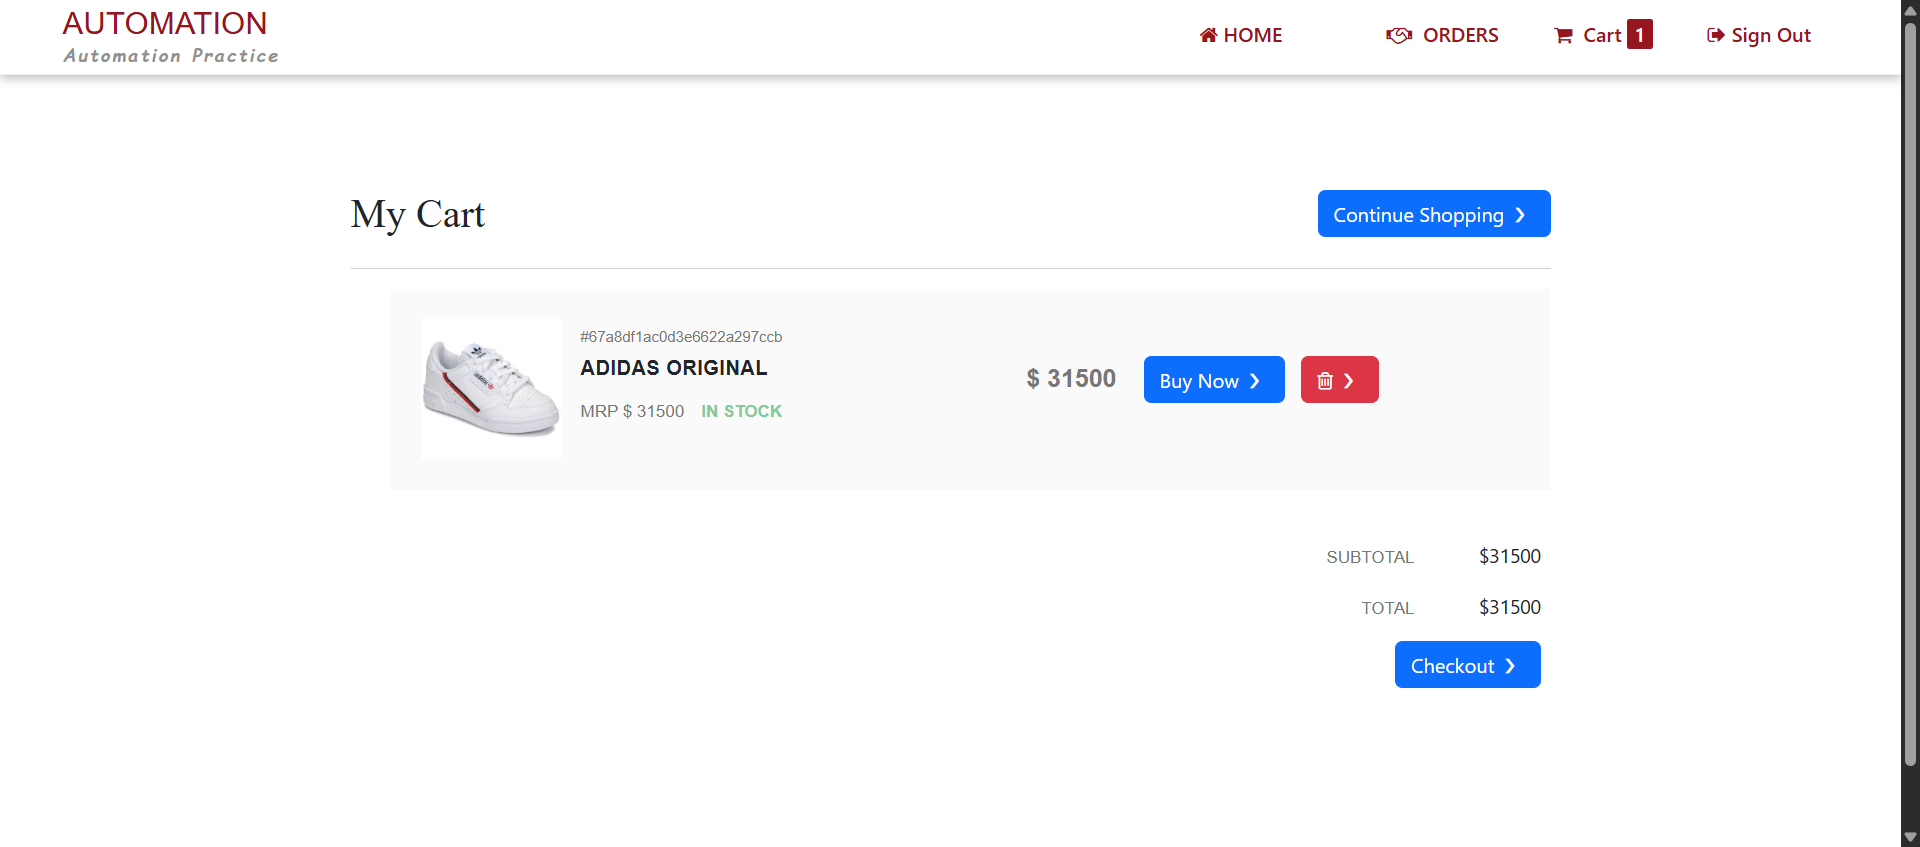 AUTOMATION
Automation Practice
HOME
ORDERS
Cart 1
Sign Out
My Cart
Continue Shopping ❯
#67a8df1ac0d3e6622a297ccb
ADIDAS ORIGINAL
MRP $ 31500 IN STOCK
$ 31500
Buy Now ❯
❯
SUBTOTAL $31500
TOTAL $31500
Checkout ❯